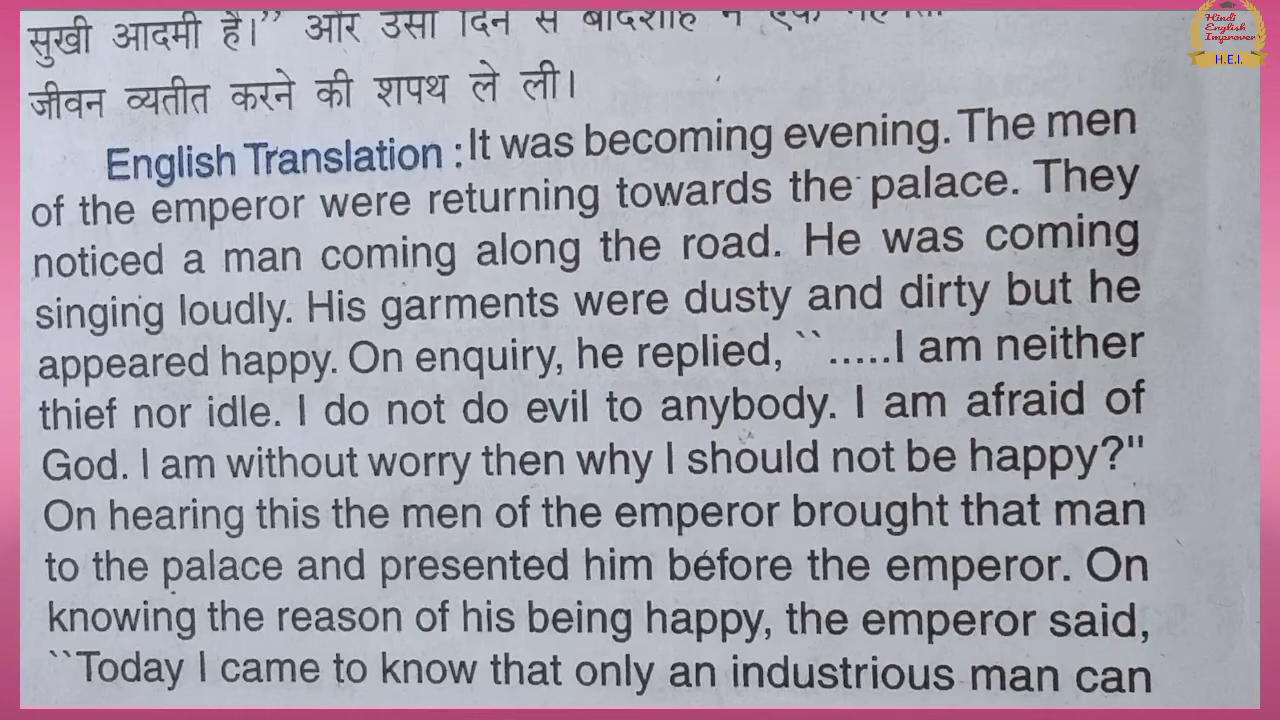 सुखी आदमी है।” और उसी दिन से बादशाह ने एक
Hindi
English
Improver
H.E.I.
जीवन व्यतीत करने की शपथ ले ली।
English Translation : It was becoming evening. The men
of the emperor were returning towards the palace. They
noticed a man coming along the road. He was coming
singing loudly. His garments were dusty and dirty but he
appeared happy. On enquiry, he replied, ``.....I am neither
thief nor idle. I do not do evil to anybody. I am afraid of
God. I am without worry then why I should not be happy?"
On hearing this the men of the emperor brought that man
to the palace and presented him before the emperor. On
knowing the reason of his being happy, the emperor said,
``Today I came to know that only an industrious man can